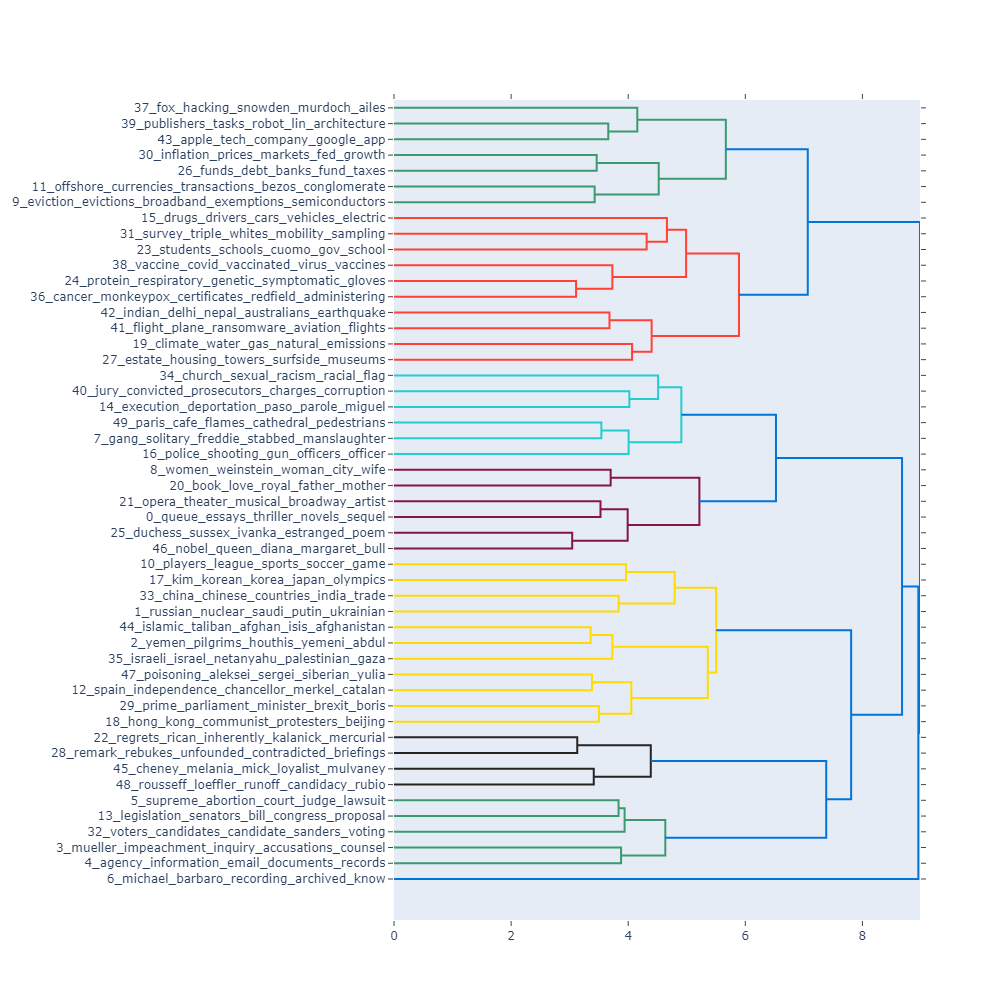 37_fox_hacking_snowden_murdoch_ailes
39_publishers_tasks_robot_lin_architecture
43_apple_tech_company_google_app
30_inflation_prices_markets_fed_growth
26_funds_debt_banks_fund_taxes
11_offshore_currencies_transactions_bezos_conglomerate
9_eviction_evictions_broadband_exemptions_semiconductors
15_drugs_drivers_cars_vehicles_electric
31_survey_triple_whites_mobility_sampling
23_students_schools_cuomo_gov_school
38_vaccine_covid_vaccinated_virus_vaccines
24_protein_respiratory_genetic_symptomatic_gloves
36_cancer_monkeypox_certificates_redfield_administering
42_indian_delhi_nepal_australians_earthquake
41_flight_plane_ransomware_aviation_flights
19_climate_water_gas_natural_emissions
27_estate_housing_towers_surfside_museums
34_church_sexual_racism_racial_flag
40_jury_convicted_prosecutors_charges_corruption
14_execution_deportation_paso_parole_miguel
49_paris_cafe_flames_cathedral_pedestrians
7_gang_solitary_freddie_stabbed_manslaughter
16_police_shooting_gun_officers_officer
8_women_weinstein_woman_city_wife
20_book_love_royal_father_mother
21_opera_theater_musical_broadway_artist
0_queue_essays_thriller_novels_sequel
25_duchess_sussex_ivanka_estranged_poem
46_nobel_queen_diana_margaret_bull
10_players_league_sports_soccer_game
17_kim_korean_korea_japan_olympics
33_china_chinese_countries_india_trade
1_russian_nuclear_saudi_putin_ukrainian
44_islamic_taliban_afghan_isis_afghanistan
2_yemen_pilgrims_houthis_yemeni_abdul
35_israeli_israel_netanyahu_palestinian_gaza
47_poisoning_aleksei_sergei_siberian_yulia
12_spain_independence_chancellor_merkel_catalan
29_prime_parliament_minister_brexit_boris
18_hong_kong_communist_protesters_beijing
22_regrets_rican_inherently_kalanick_mercurial
28_remark_rebukes_unfounded_contradicted_briefings
45_cheney_melania_mick_loyalist_mulvaney
48_rousseff_loeffler_runoff_candidacy_rubio
5_supreme_abortion_court_judge_lawsuit
13_legislation_senators_bill_congress_proposal
32_voters_candidates_candidate_sanders_voting
3_mueller_impeachment_inquiry_accusations_counsel
4_agency_information_email_documents_records
6_michael_barbaro_recording_archived_know
0 2 4 6 8